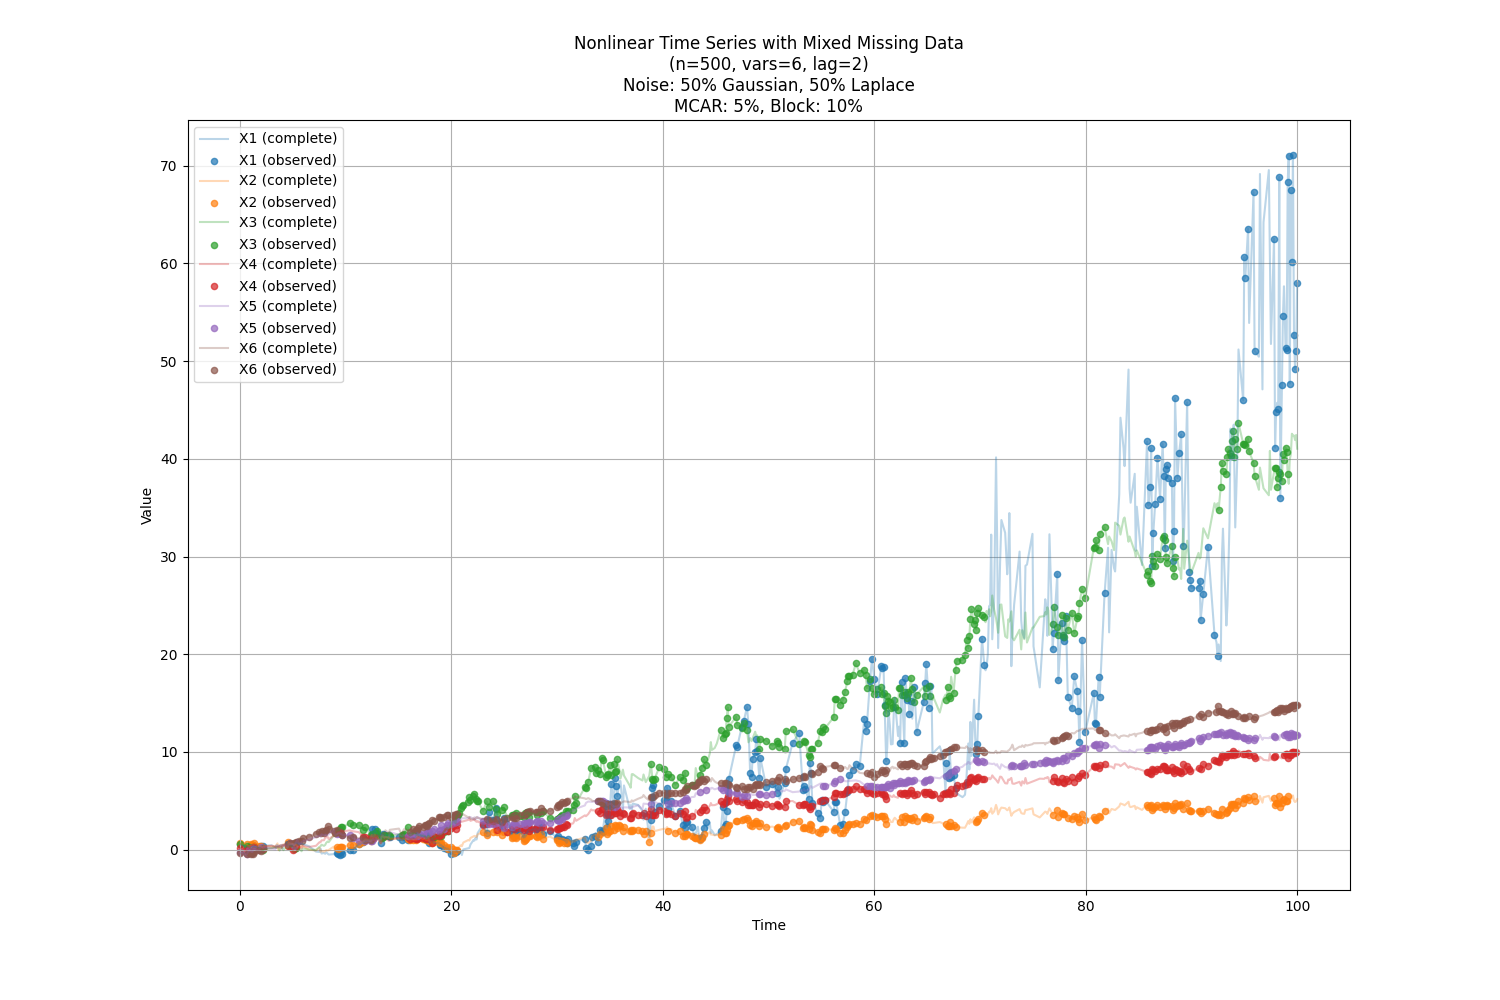 Nonlinear Time Series with Mixed Missing Data
(n=500, vars=6, lag=2)
Noise: 50% Gaussian, 50% Laplace
MCAR: 5%, Block: 10%
X1 (complete)
X1 (observed)
X2 (complete)
X2 (observed)
X3 (complete)
X3 (observed)
X4 (complete)
X4 (observed)
X5 (complete)
X5 (observed)
X6 (complete)
X6 (observed)
70
60
50
40
30
20
10
0
Value
0 20 40 60 80 100
Time